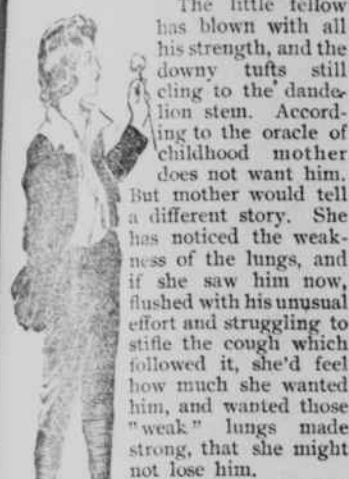 The little fellow
has blown with all
his strength, and the
downy tufts still
cling to the dande-
lion stem. Accord-
ing to the oracle of
childhood mother
does not want him.
But mother would tell
a different story. She
has noticed the weak-
ness of the lungs, and
if she saw him now,
flushed with his unusual
effort and struggling to
stifle the cough which
followed it, she'd feel
how much she wanted
him, and wanted those
"weak" lungs made
strong, that she might
not lose him.